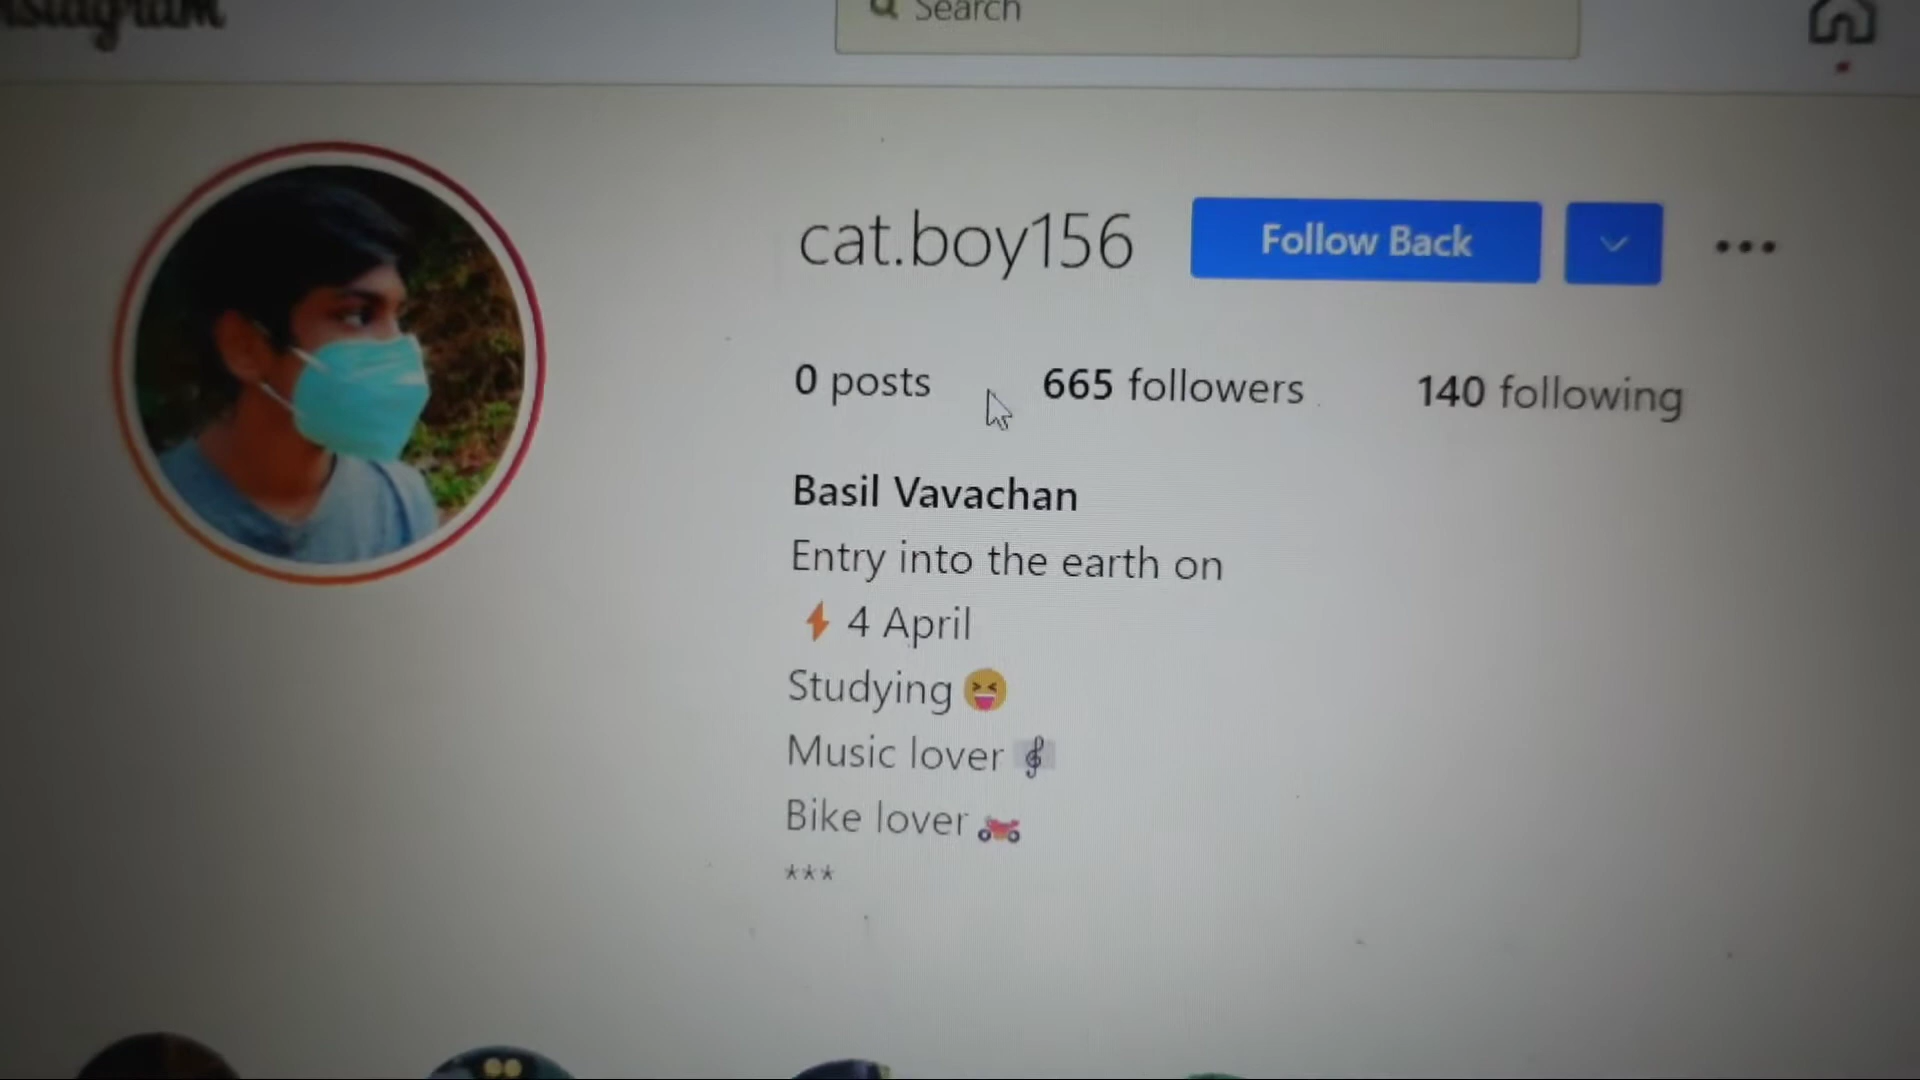 Instagram
Search
cat.boy156 Follow Back
0 posts 665 followers 140 following
Basil Vavachan
Entry into the earth on
⚡ 4 April
Studying 😝
Music lover 🎼
Bike lover 🏍
***